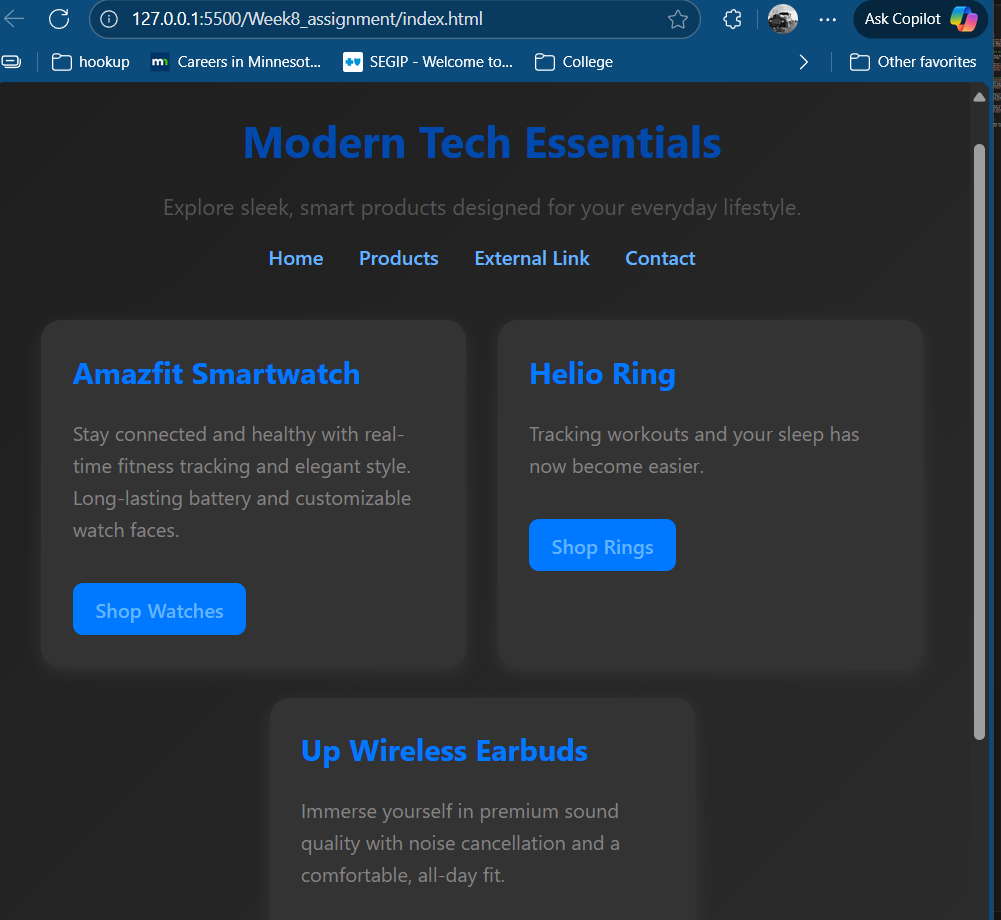 127.0.0.1:5500/Week8_assignment/index.html
Ask Copilot
hookup
mn
Careers in Minnesot...
SEGIP - Welcome to...
College
Other favorites
Modern Tech Essentials
Explore sleek, smart products designed for your everyday lifestyle.
Home Products External Link Contact
Amazfit Smartwatch
Stay connected and healthy with real-
time fitness tracking and elegant style.
Long-lasting battery and customizable
watch faces.
Shop Watches
Helio Ring
Tracking workouts and your sleep has
now become easier.
Shop Rings
Up Wireless Earbuds
Immerse yourself in premium sound
quality with noise cancellation and a
comfortable, all-day fit.